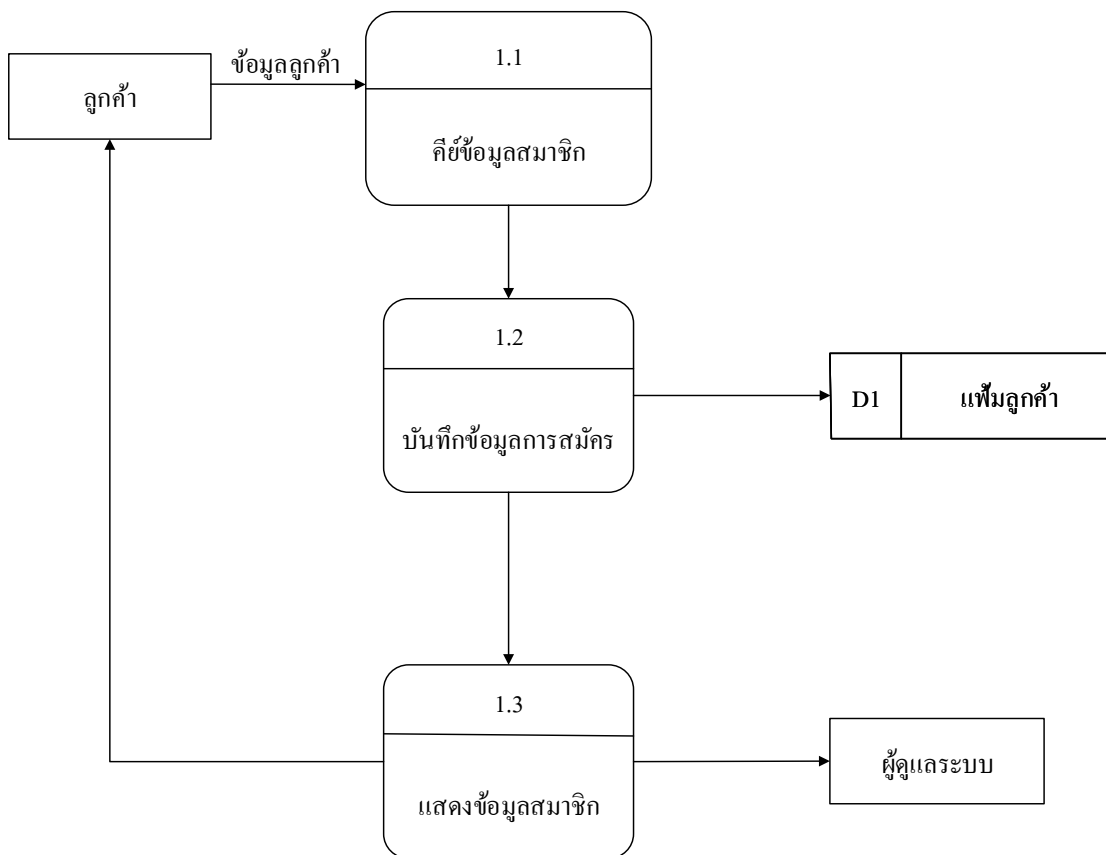 1.1
ข้อมูลลูกค้า
ลูกค้า
คีย์ข้อมูลสมาชิก
1.2
D1 แฟ้มลูกค้า
บันทึกข้อมูลการสมัคร
1.3
ผู้ดูแลระบบ
แสดงข้อมูลสมาชิก